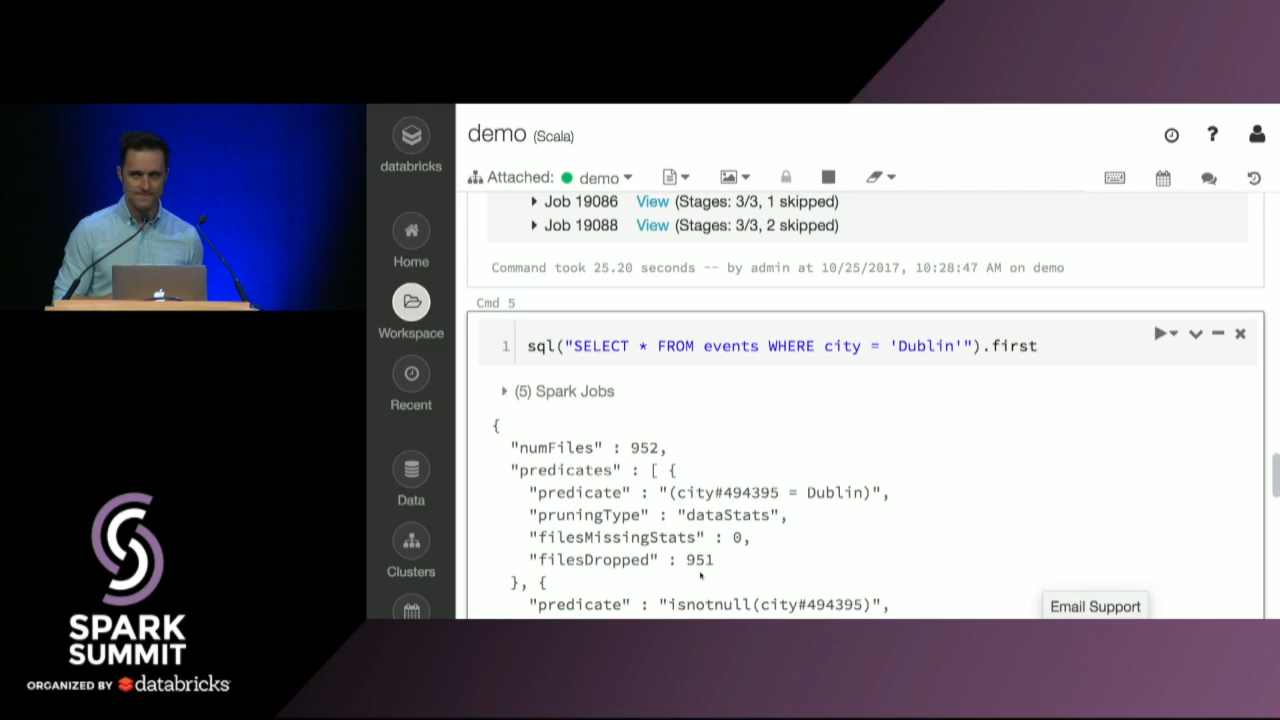 demo (Scala)
Attached: demo
databricks
Home
Workspace
Recent
Data
Clusters
Job 19086 View (Stages: 3/3, 1 skipped)
Job 19088 View (Stages: 3/3, 2 skipped)
Command took 25.20 seconds -- by admin at 10/25/2017, 10:28:47 AM on demo
Cmd 5
1 sql("SELECT * FROM events WHERE city = 'Dublin'").first
(5) Spark Jobs
{
"numFiles" : 952,
"predicates" : [ {
"predicate" : "(city#494395 = Dublin)",
"pruningType" : "dataStats",
"filesMissingStats" : 0,
"filesDropped" : 951
}, {
"predicate" : "isnotnull(city#494395)",
Email Support
SPARK
SUMMIT
ORGANIZED BY databricks